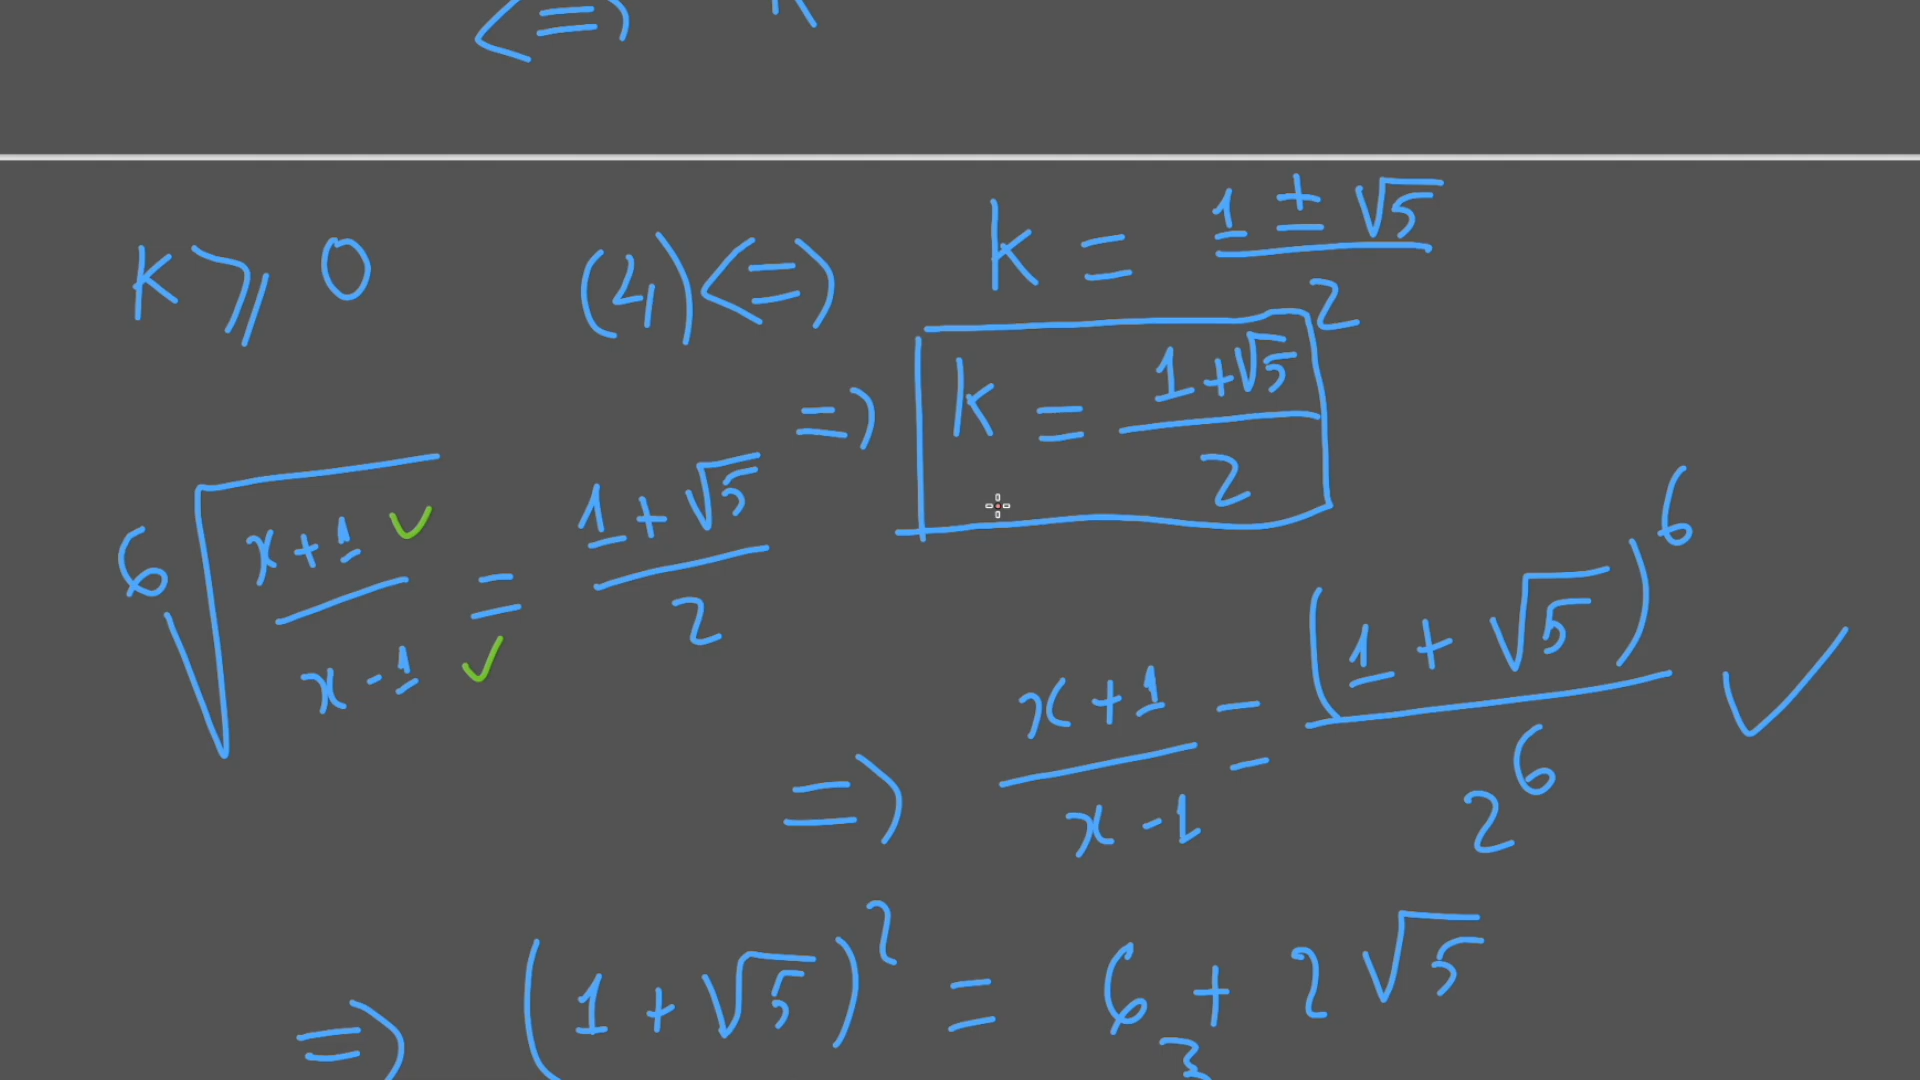 <=>
K ⩾ 0 (4) <=> K = (1 ± √5)/2
=> K = (1+√5)/2
⁶√((x+1)/(x-1)) = (1+√5)/2
=> (x+1)/(x-1) = (1+√5)⁶/2⁶
=> (1+√5)² = 6+2√5
3